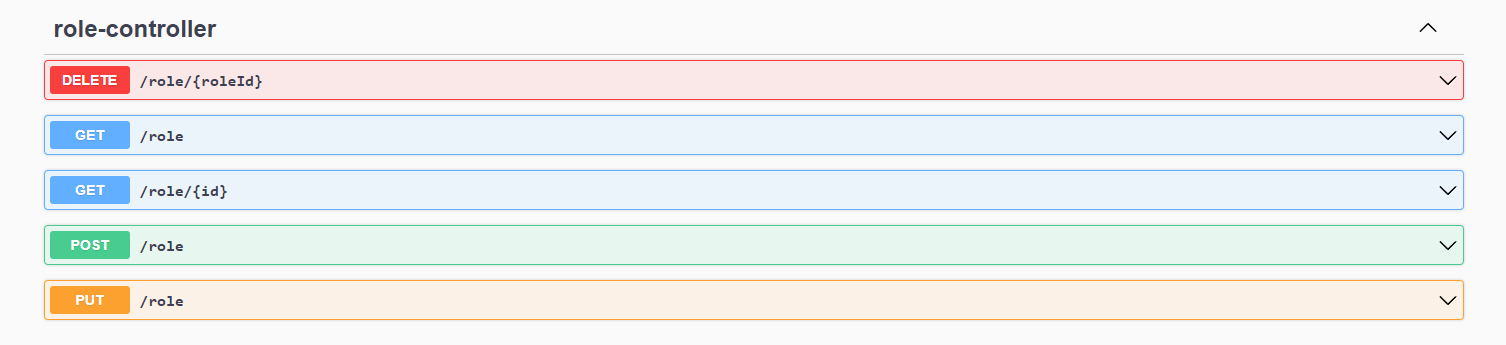 role-controller
DELETE /role/{roleId}
GET /role
GET /role/{id}
POST /role
PUT /role